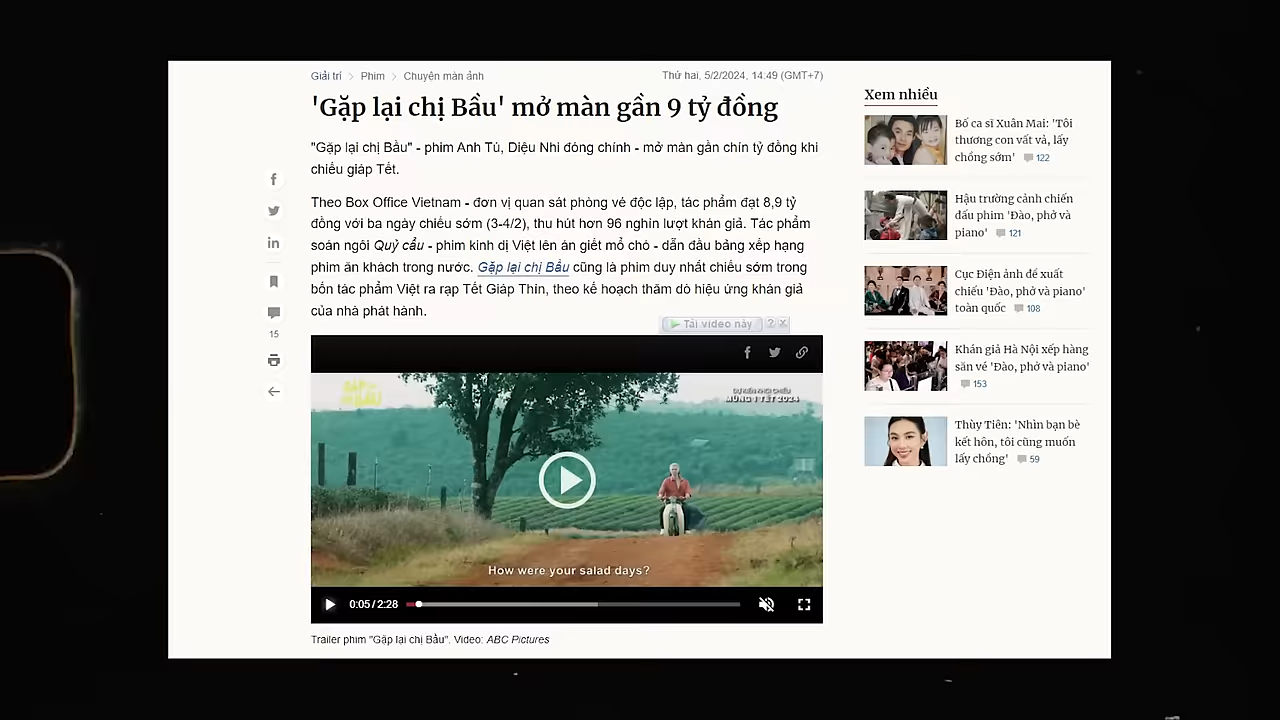 Giải trí > Phim > Chuyện màn ảnh
Thứ hai, 5/2/2024, 14:49 (GMT+7)
'Gặp lại chị Bầu' mở màn gần 9 tỷ đồng
"Gặp lại chị Bầu" - phim Anh Tú, Diệu Nhi đóng chính - mở màn gần chín tỷ đồng khi
chiếu giáp Tết.
Theo Box Office Vietnam - đơn vị quan sát phòng vé độc lập, tác phẩm đạt 8,9 tỷ
đồng với ba ngày chiếu sớm (3-4/2), thu hút hơn 96 nghìn lượt khán giả. Tác phẩm
soán ngôi Quỷ cẩu - phim kinh dị Việt lên án giết mổ chó - dẫn đầu bảng xếp hạng
phim ăn khách trong nước. Gặp lại chị Bầu cũng là phim duy nhất chiếu sớm trong
bốn tác phẩm Việt ra rạp Tết Giáp Thìn, theo kế hoạch thăm dò hiệu ứng khán giả
của nhà phát hành.
15
Tải video này ? X
GẶP LẠI
CHỊ BẦU
DỰ KIẾN KHỞI CHIẾU
MÙNG 1 TẾT 2024
How were your salad days?
0:05 / 2:28
Trailer phim "Gặp lại chị Bầu". Video: ABC Pictures
Xem nhiều
Bố ca sĩ Xuân Mai: 'Tôi
thương con vất vả, lấy
chồng sớm' 122
Hậu trường cảnh chiến
đấu phim 'Đào, phở và
piano' 121
Cục Điện ảnh đề xuất
chiếu 'Đào, phở và piano'
toàn quốc 108
Khán giả Hà Nội xếp hàng
săn vé 'Đào, phở và piano'
153
Thùy Tiên: 'Nhìn bạn bè
kết hôn, tôi cũng muốn
lấy chồng' 59